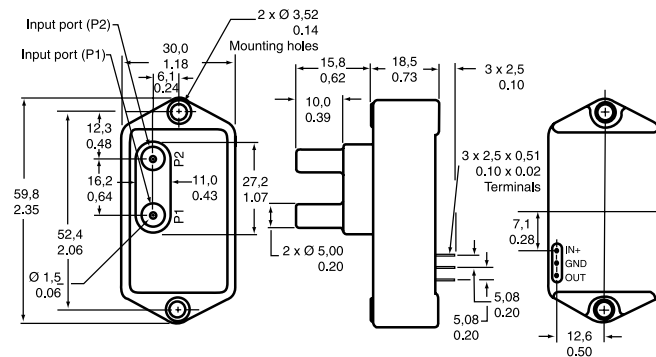 Input port (P2)
Input port (P1)
30,0
1.18
6,1
0.24
2 x Ø 3,52
0.14
Mounting holes
15,8
0,62
18,5
0.73
3 x 2,5
0.10
10,0
0.39
12,3
0.48
59,8
2.35
52,4
2.06
16,2
0,64
P2
P1
11,0
0.43
27,2
1.07
Ø 1,5
0.06
2 x Ø 5,00
0.20
3 x 2,5 x 0,51
0.10 x 0.02
Terminals
5,08
0.20
5,08
0.20
7,1
0.28
IN+
GND
OUT
12,6
0.50